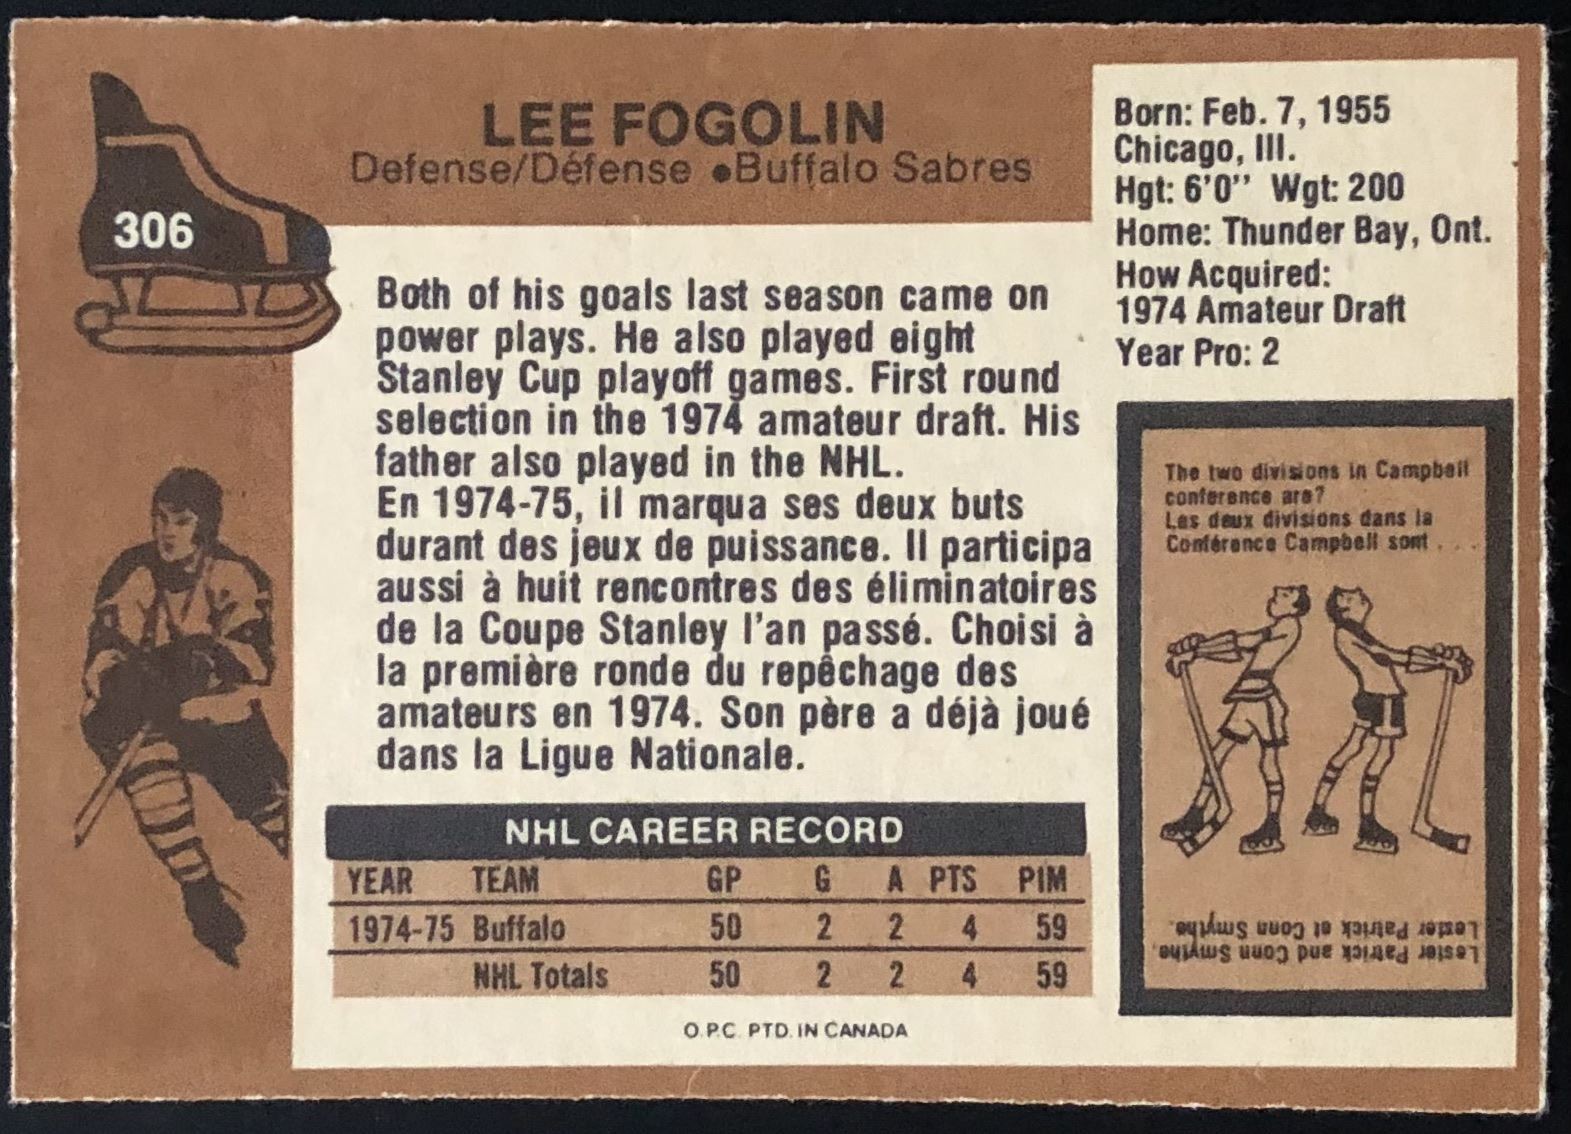 306
LEE FOGOLIN
Defense/Défense •Buffalo Sabres
Born: Feb. 7, 1955
Chicago, Ill.
Hgt: 6'0" Wgt: 200
Home: Thunder Bay, Ont.
How Acquired:
1974 Amateur Draft
Year Pro: 2
Both of his goals last season came on
power plays. He also played eight
Stanley Cup playoff games. First round
selection in the 1974 amateur draft. His
father also played in the NHL.
En 1974-75, il marqua ses deux buts
durant des jeux de puissance. Il participa
aussi à huit rencontres des éliminatoires
de la Coupe Stanley l'an passé. Choisi à
la première ronde du repêchage des
amateurs en 1974. Son père a déjà joué
dans la Ligue Nationale.
NHL CAREER RECORD
YEAR TEAM GP G A PTS PIM
1974-75 Buffalo 50 2 2 4 59
NHL Totals 50 2 2 4 59
O.P.C. PTD. IN CANADA
The two divisions in Campbell
conference are?
Les deux divisions dans la
Conférence Campbell sont . . .
Lester Patrick and Conn Smythe.
Lester Patrick et Conn Smythe.